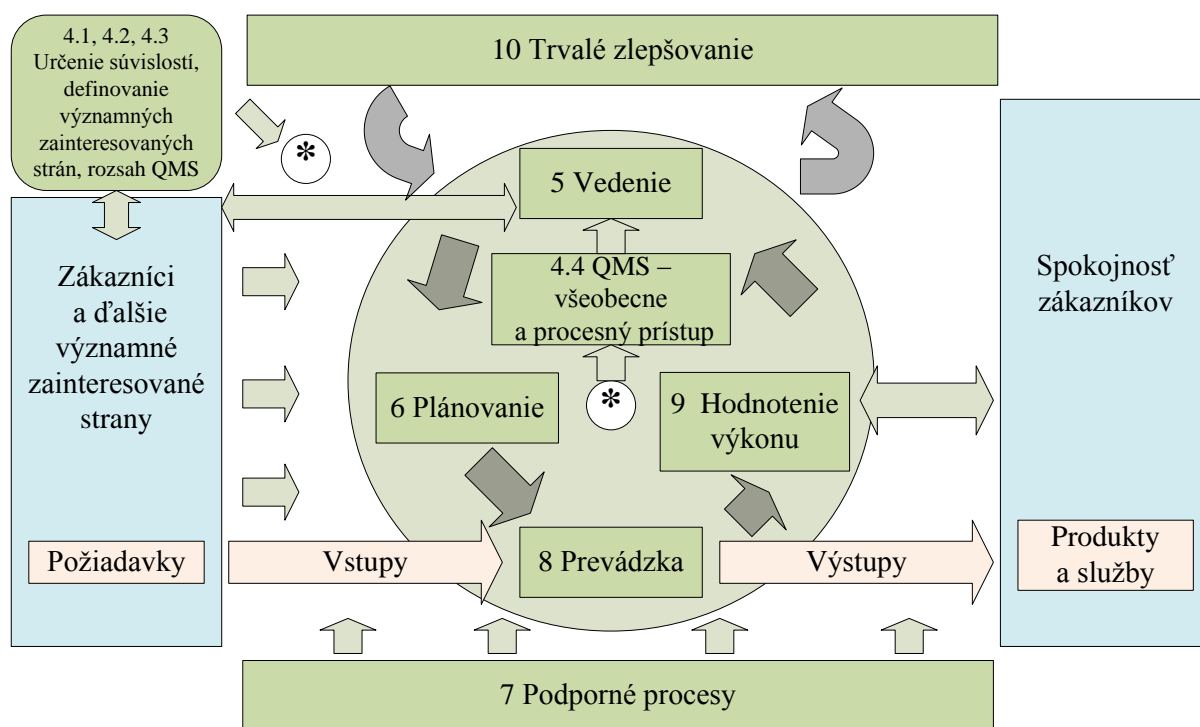 4.1, 4.2, 4.3
Určenie súvislostí,
definovanie
významných
zainteresovaných
strán, rozsah QMS
10 Trvalé zlepšovanie
*
5 Vedenie
4.4 QMS –
všeobecne
a procesný prístup
Zákazníci
a ďalšie
významné
zainteresované
strany
Spokojnosť
zákazníkov
6 Plánovanie
*
9 Hodnotenie
výkonu
Požiadavky
Vstupy
8 Prevádzka
Výstupy
Produkty
a služby
7 Podporné procesy